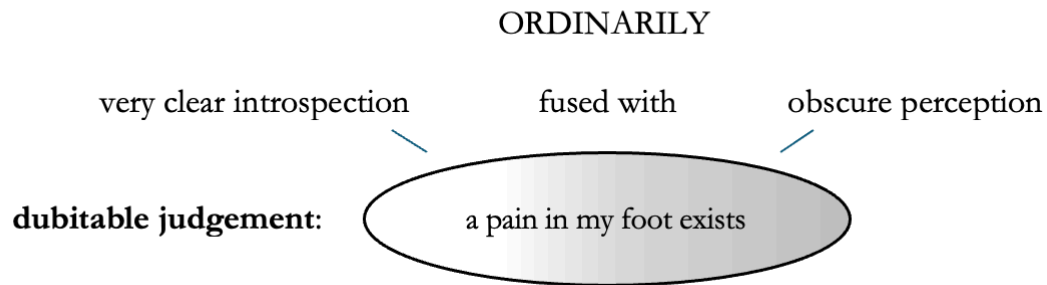 ORDINARILY
very clear introspection fused with obscure perception
dubitable judgement: a pain in my foot exists